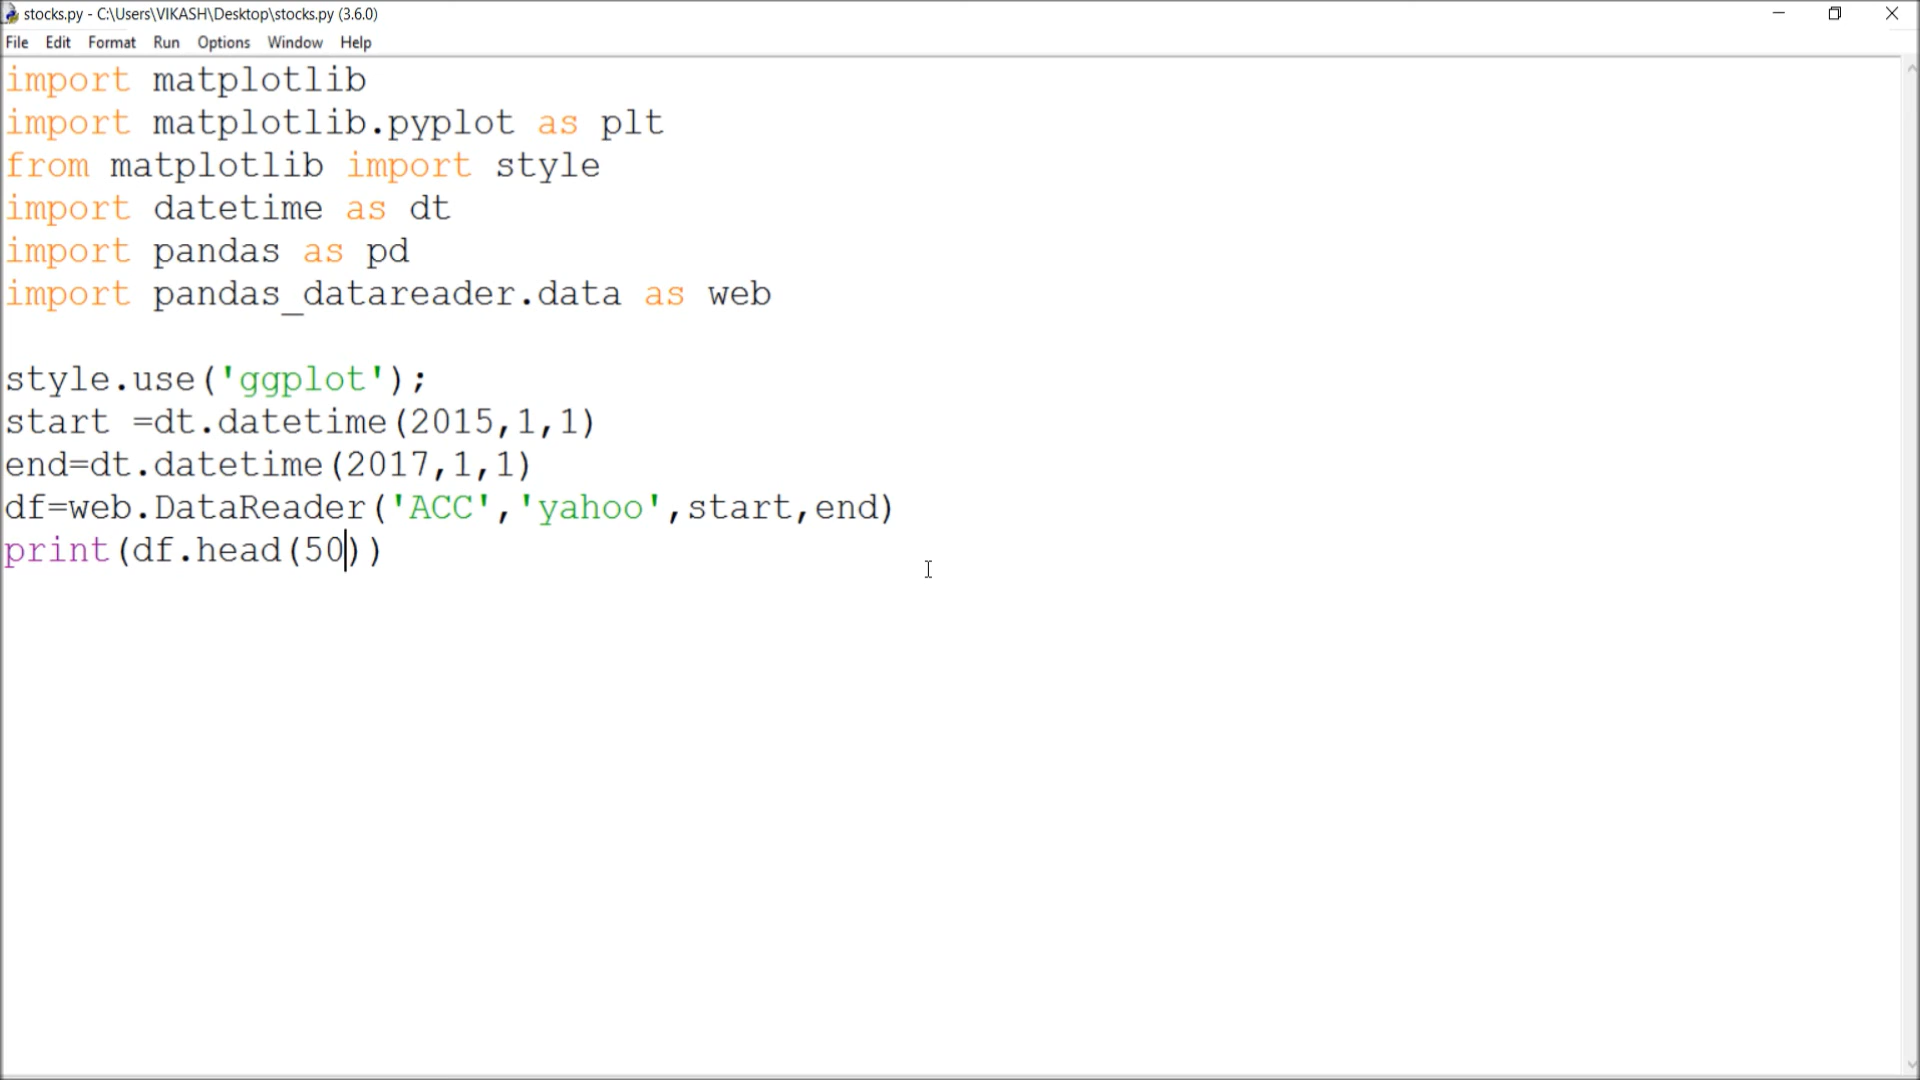 stocks.py - C:\Users\VIKASH\Desktop\stocks.py (3.6.0)
File Edit Format Run Options Window Help
import matplotlib
import matplotlib.pyplot as plt
from matplotlib import style
import datetime as dt
import pandas as pd
import pandas_datareader.data as web
style.use('ggplot');
start =dt.datetime(2015,1,1)
end=dt.datetime(2017,1,1)
df=web.DataReader('ACC','yahoo',start,end)
print(df.head(50))